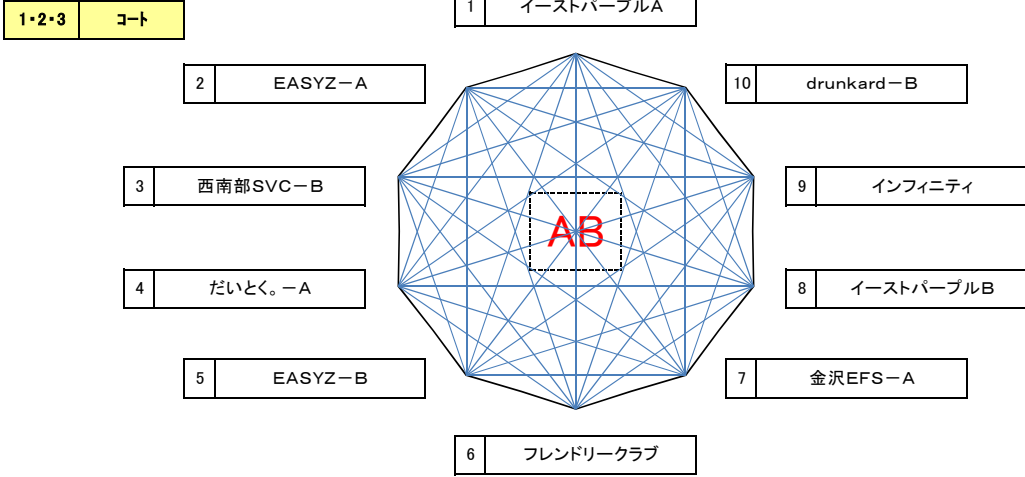 1・2・3 コート
1 イーストパープルA
2 EASYZ－A
10 drunkard－B
3 西南部SVC－B
9 インフィニティ
AB
4 だいとく。－A
8 イーストパープルB
5 EASYZ－B
7 金沢EFS－A
6 フレンドリークラブ